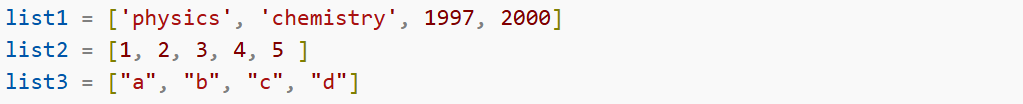 list1 = ['physics', 'chemistry', 1997, 2000]
list2 = [1, 2, 3, 4, 5 ]
list3 = ["a", "b", "c", "d"]